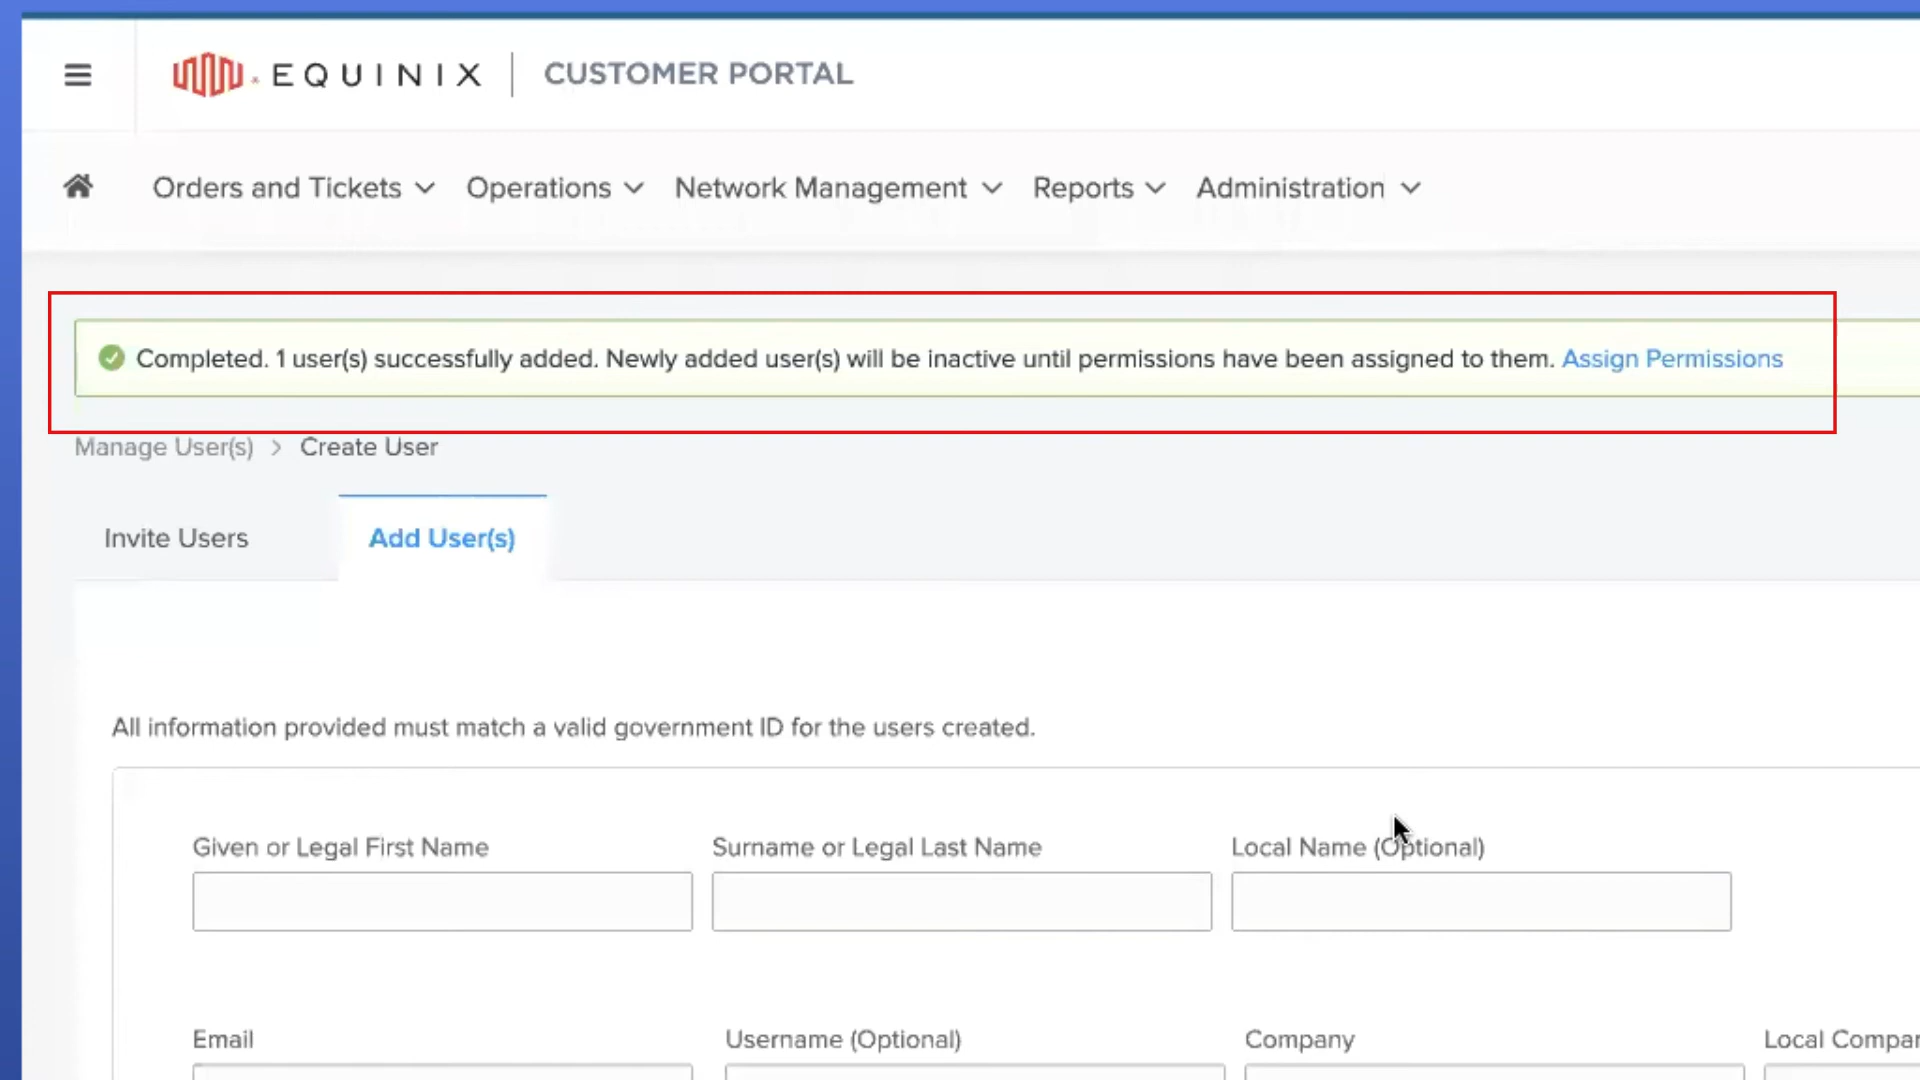 EQUINIX | CUSTOMER PORTAL
Orders and Tickets Operations Network Management Reports Administration
Completed. 1 user(s) successfully added. Newly added user(s) will be inactive until permissions have been assigned to them. Assign Permissions
Manage User(s) > Create User
Invite Users Add User(s)
All information provided must match a valid government ID for the users created.
Given or Legal First Name Surname or Legal Last Name Local Name (Optional)
Email Username (Optional) Company Local